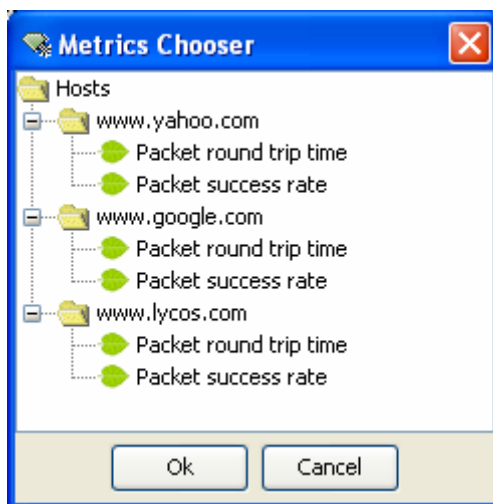 Metrics Chooser
Hosts
www.yahoo.com
Packet round trip time
Packet success rate
www.google.com
Packet round trip time
Packet success rate
www.lycos.com
Packet round trip time
Packet success rate
Ok Cancel